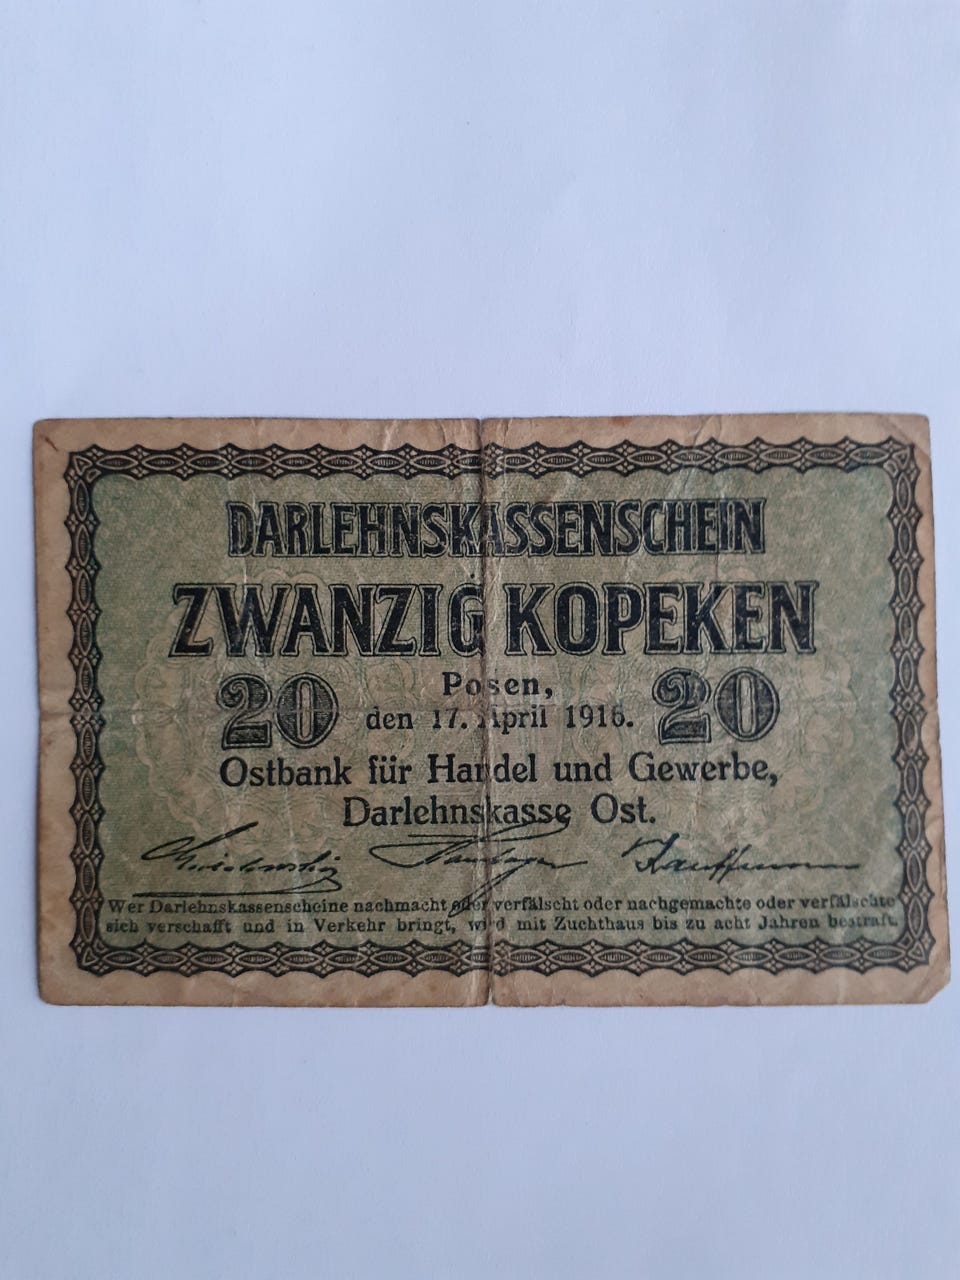 DARLEHNSKASSENSCHEIN
ZWANZIG KOPEKEN
20 Posen, 20
den 17. April 1916.
Ostbank für Handel und Gewerbe,
Darlehnskasse Ost.
Kauffmann
Wer Darlehnskassenscheine nachmacht oder verfälscht oder nachgemachte oder verfälschte
sich verschafft und in Verkehr bringt, wird mit Zuchthaus bis zu acht Jahren bestraft.